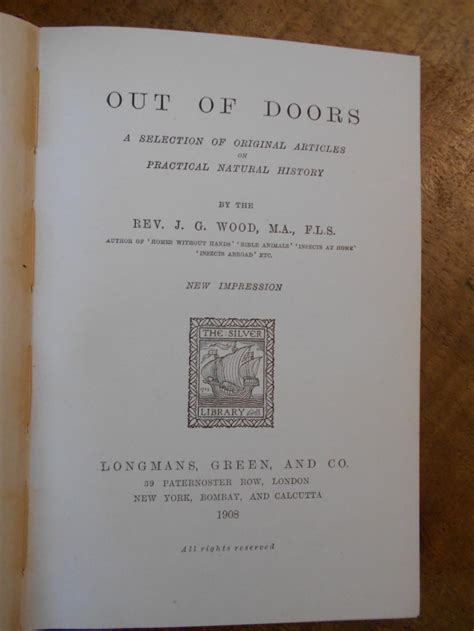 OUT OF DOORS
A SELECTION OF ORIGINAL ARTICLES
ON
PRACTICAL NATURAL HISTORY
BY THE
REV. J. G. WOOD, M.A., F.L.S.
AUTHOR OF 'HOMES WITHOUT HANDS' 'BIBLE ANIMALS' 'INSECTS AT HOME'
'INSECTS ABROAD' ETC.
NEW IMPRESSION
THE SILVER
LIBRARY
LONGMANS, GREEN, AND CO.
39 PATERNOSTER ROW, LONDON
NEW YORK, BOMBAY, AND CALCUTTA
1908
All rights reserved